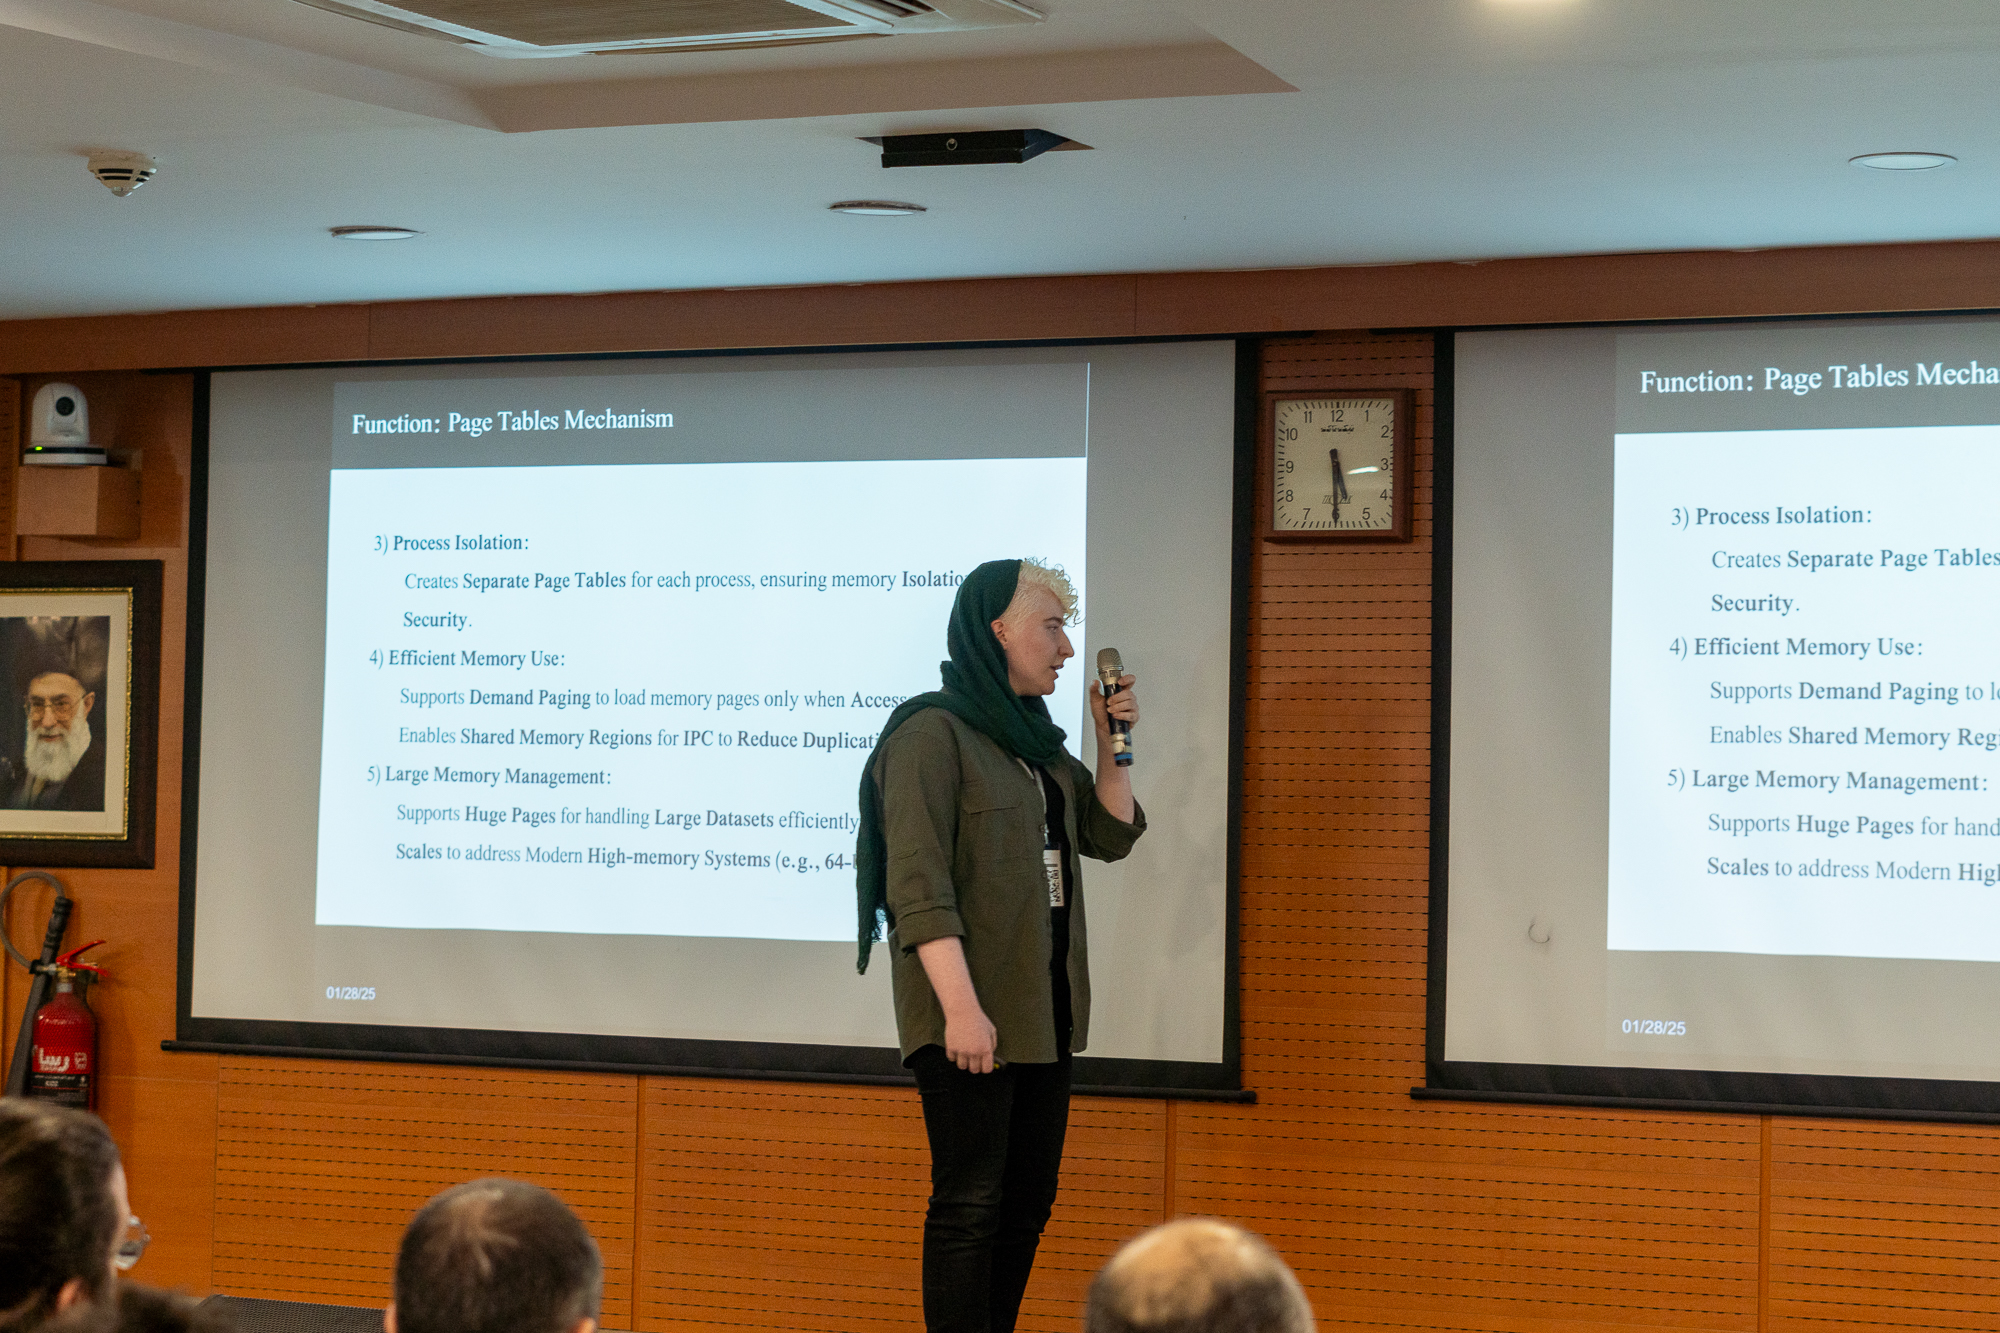 Function: Page Tables Mechanism
3) Process Isolation:
Creates Separate Page Tables for each process, ensuring memory
Security.
4) Efficient Memory Use:
Supports Demand Paging to load memory pages only when
Enables Shared Memory Regions for IPC to Reduce
5) Large Memory Management:
Supports Huge Pages for handling Large Datasets efficiently
Scales to address Modern High-memory Systems (e.g., 64-
01/28/25
11 12 1
10 2
9 3
8 4
7 6 5
Function: Page Tables
3) Process Isolation:
Creates Separate Page Tables
Security.
4) Efficient Memory Use:
Supports Demand Paging to
Enables Shared Memory
5) Large Memory Management:
Supports Huge Pages for
Scales to address Modern
01/28/25
رسا